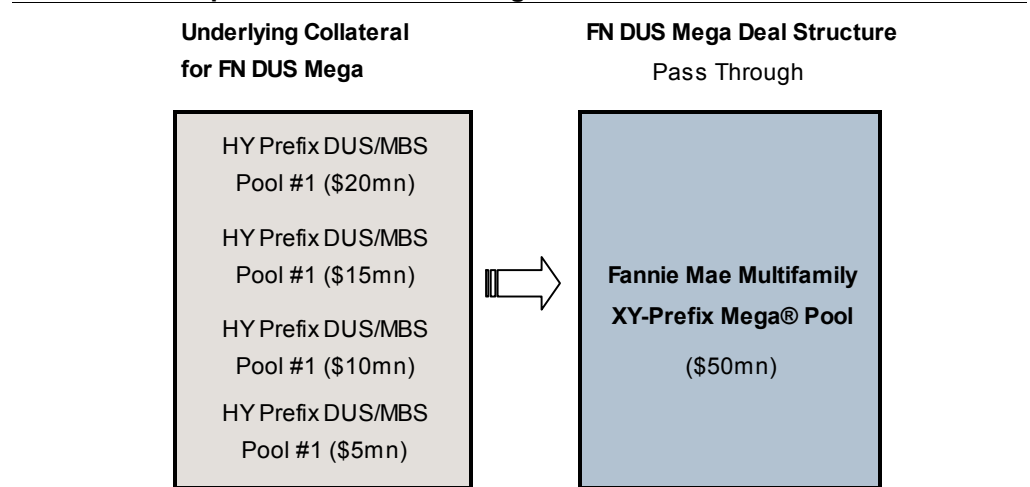 Underlying Collateral
for FN DUS Mega
HY Prefix DUS/MBS
Pool #1 ($20mn)
HY Prefix DUS/MBS
Pool #1 ($15mn)
HY Prefix DUS/MBS
Pool #1 ($10mn)
HY Prefix DUS/MBS
Pool #1 ($5mn)
FN DUS Mega Deal Structure
Pass Through
Fannie Mae Multifamily
XY-Prefix Mega® Pool
($50mn)